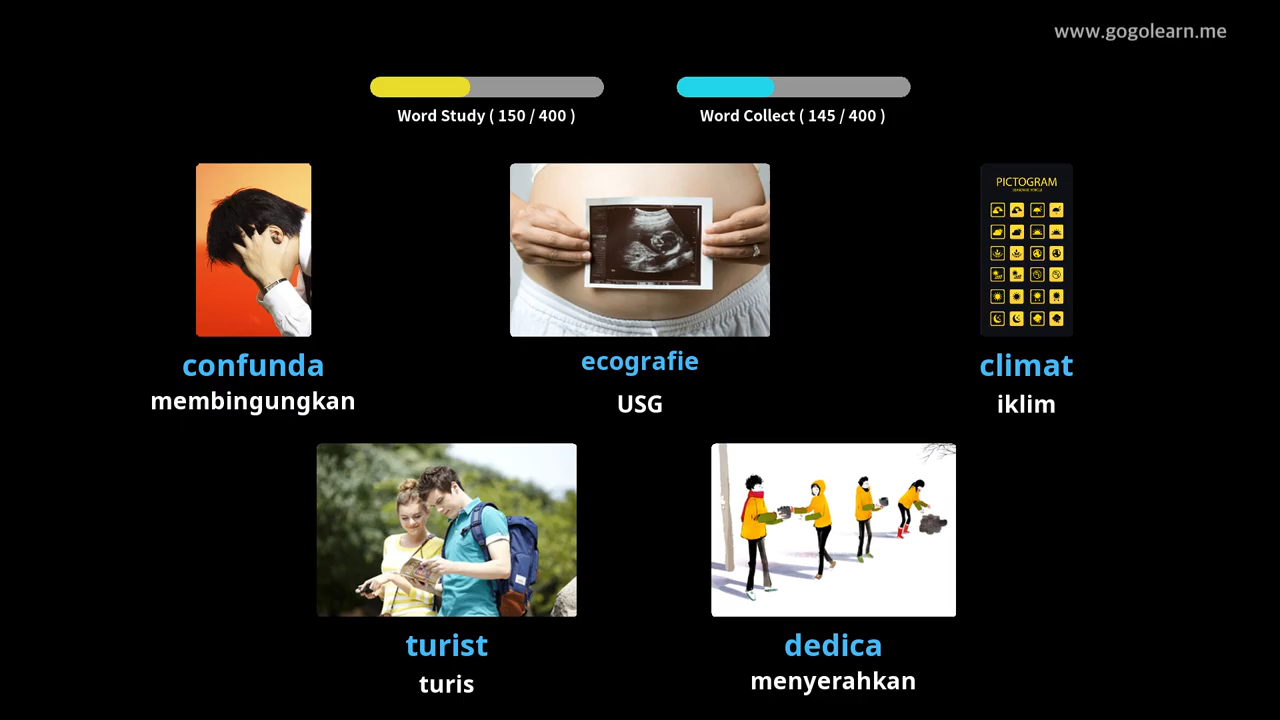 www.gogolearn.me
Word Study ( 150 / 400 )
Word Collect ( 145 / 400 )
PICTOGRAM
confunda
membingungkan
ecografie
USG
climat
iklim
turist
turis
dedica
menyerahkan